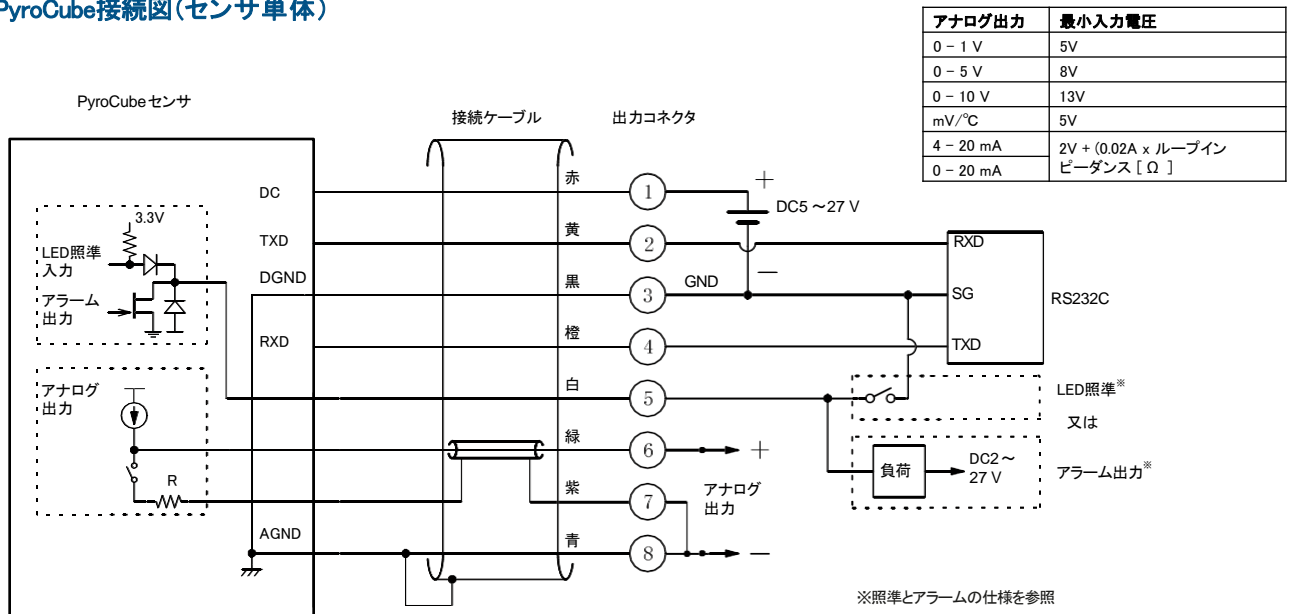 PyroCube接続図(センサ単体)
アナログ出力 最小入力電圧
0 - 1 V 5V
0 - 5 V 8V
0 - 10 V 13V
mV/℃ 5V
4 - 20 mA 2V + (0.02A x ループイン
ピーダンス [ Ω ]
0 - 20 mA
PyroCube センサ
接続ケーブル
出力コネクタ
DC
赤
1
+
DC5 ~27 V
3.3V
LED照準
入力
TXD
黄
2
RXD
DGND
黒
3
GND
−
SG
RS232C
アラーム
出力
RXD
橙
4
TXD
白
5
LED照準※
又は
アナログ
出力
緑
6
+
負荷
DC2~
27 V
アラーム出力※
R
紫
7
アナログ
出力
AGND
青
8
−
※照準とアラームの仕様を参照